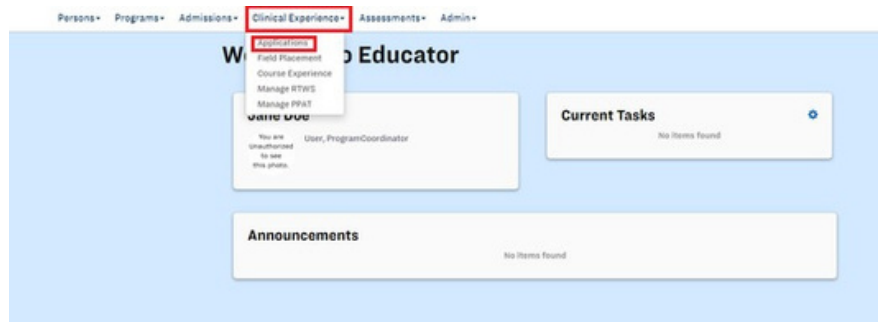 Persons Programs Admissions Clinical Experience Assessments Admin
Applications
Field Placement
Course Experience
Manage RTWS
Manage PPAT
W o Educator
Jane Doe
You are
Unauthorized
to see
this photo.
User, ProgramCoordinator
Current Tasks
No items found
Announcements
No items found